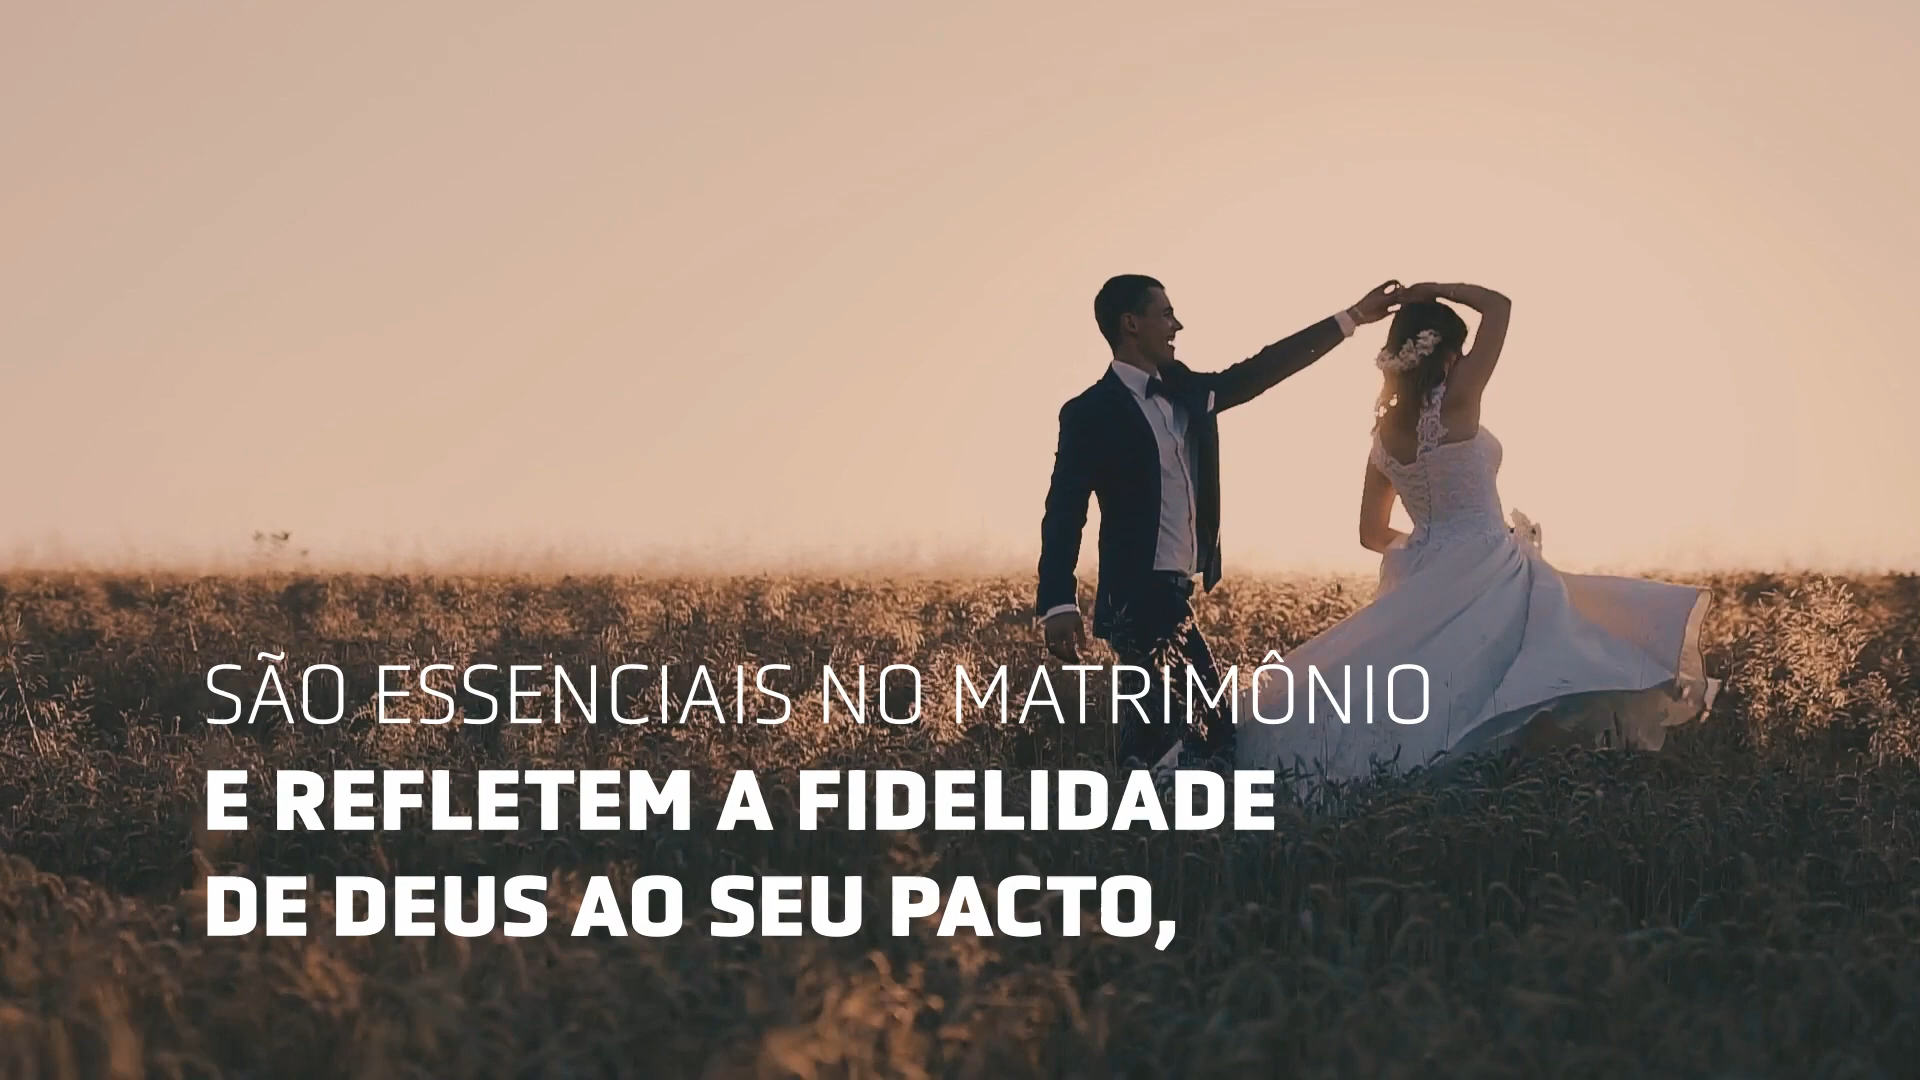 SÃO ESSENCIAIS NO MATRIMÔNIO
E REFLETEM A FIDELIDADE
DE DEUS AO SEU PACTO,